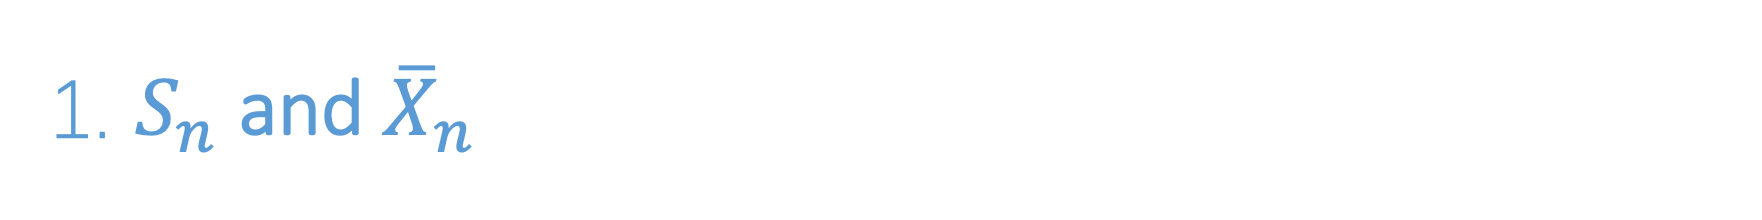 1. Sₙ and X̄ₙ